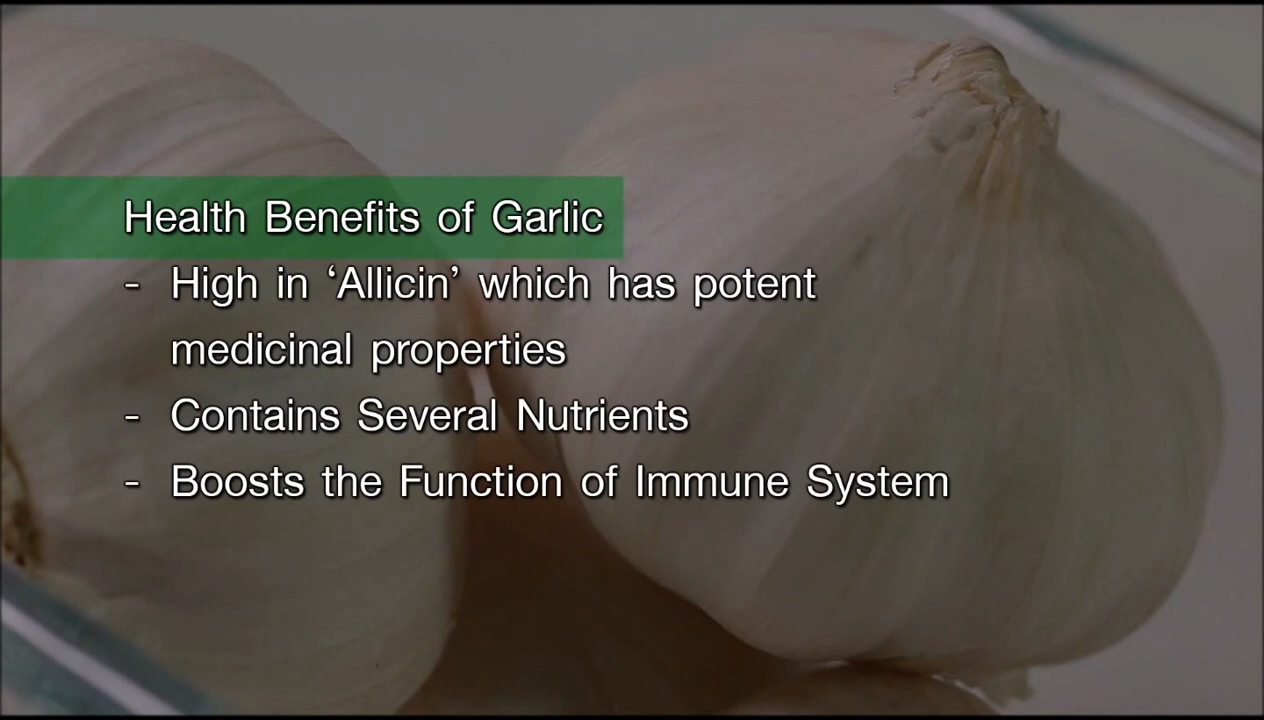 Health Benefits of Garlic
- High in ‘Allicin’ which has potent
medicinal properties
- Contains Several Nutrients
- Boosts the Function of Immune System